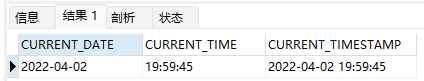 信息 结果 1 剖析 状态
CURRENT_DATE CURRENT_TIME CURRENT_TIMESTAMP
2022-04-02 19:59:45 2022-04-02 19:59:45